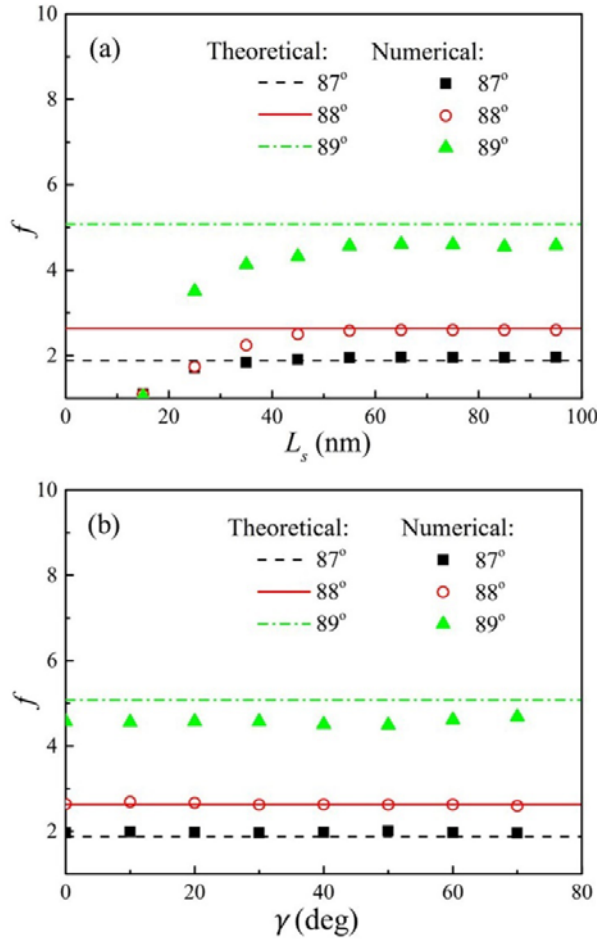 10
(a)
Theoretical: Numerical:
87° 87°
8
88° 88°
89° 89°
6
f
4
2
0 20 40 60 80 100
L_s (nm)
10
(b)
Theoretical: Numerical:
87° 87°
8
88° 88°
89° 89°
6
f
4
2
0 20 40 60 80
γ (deg)